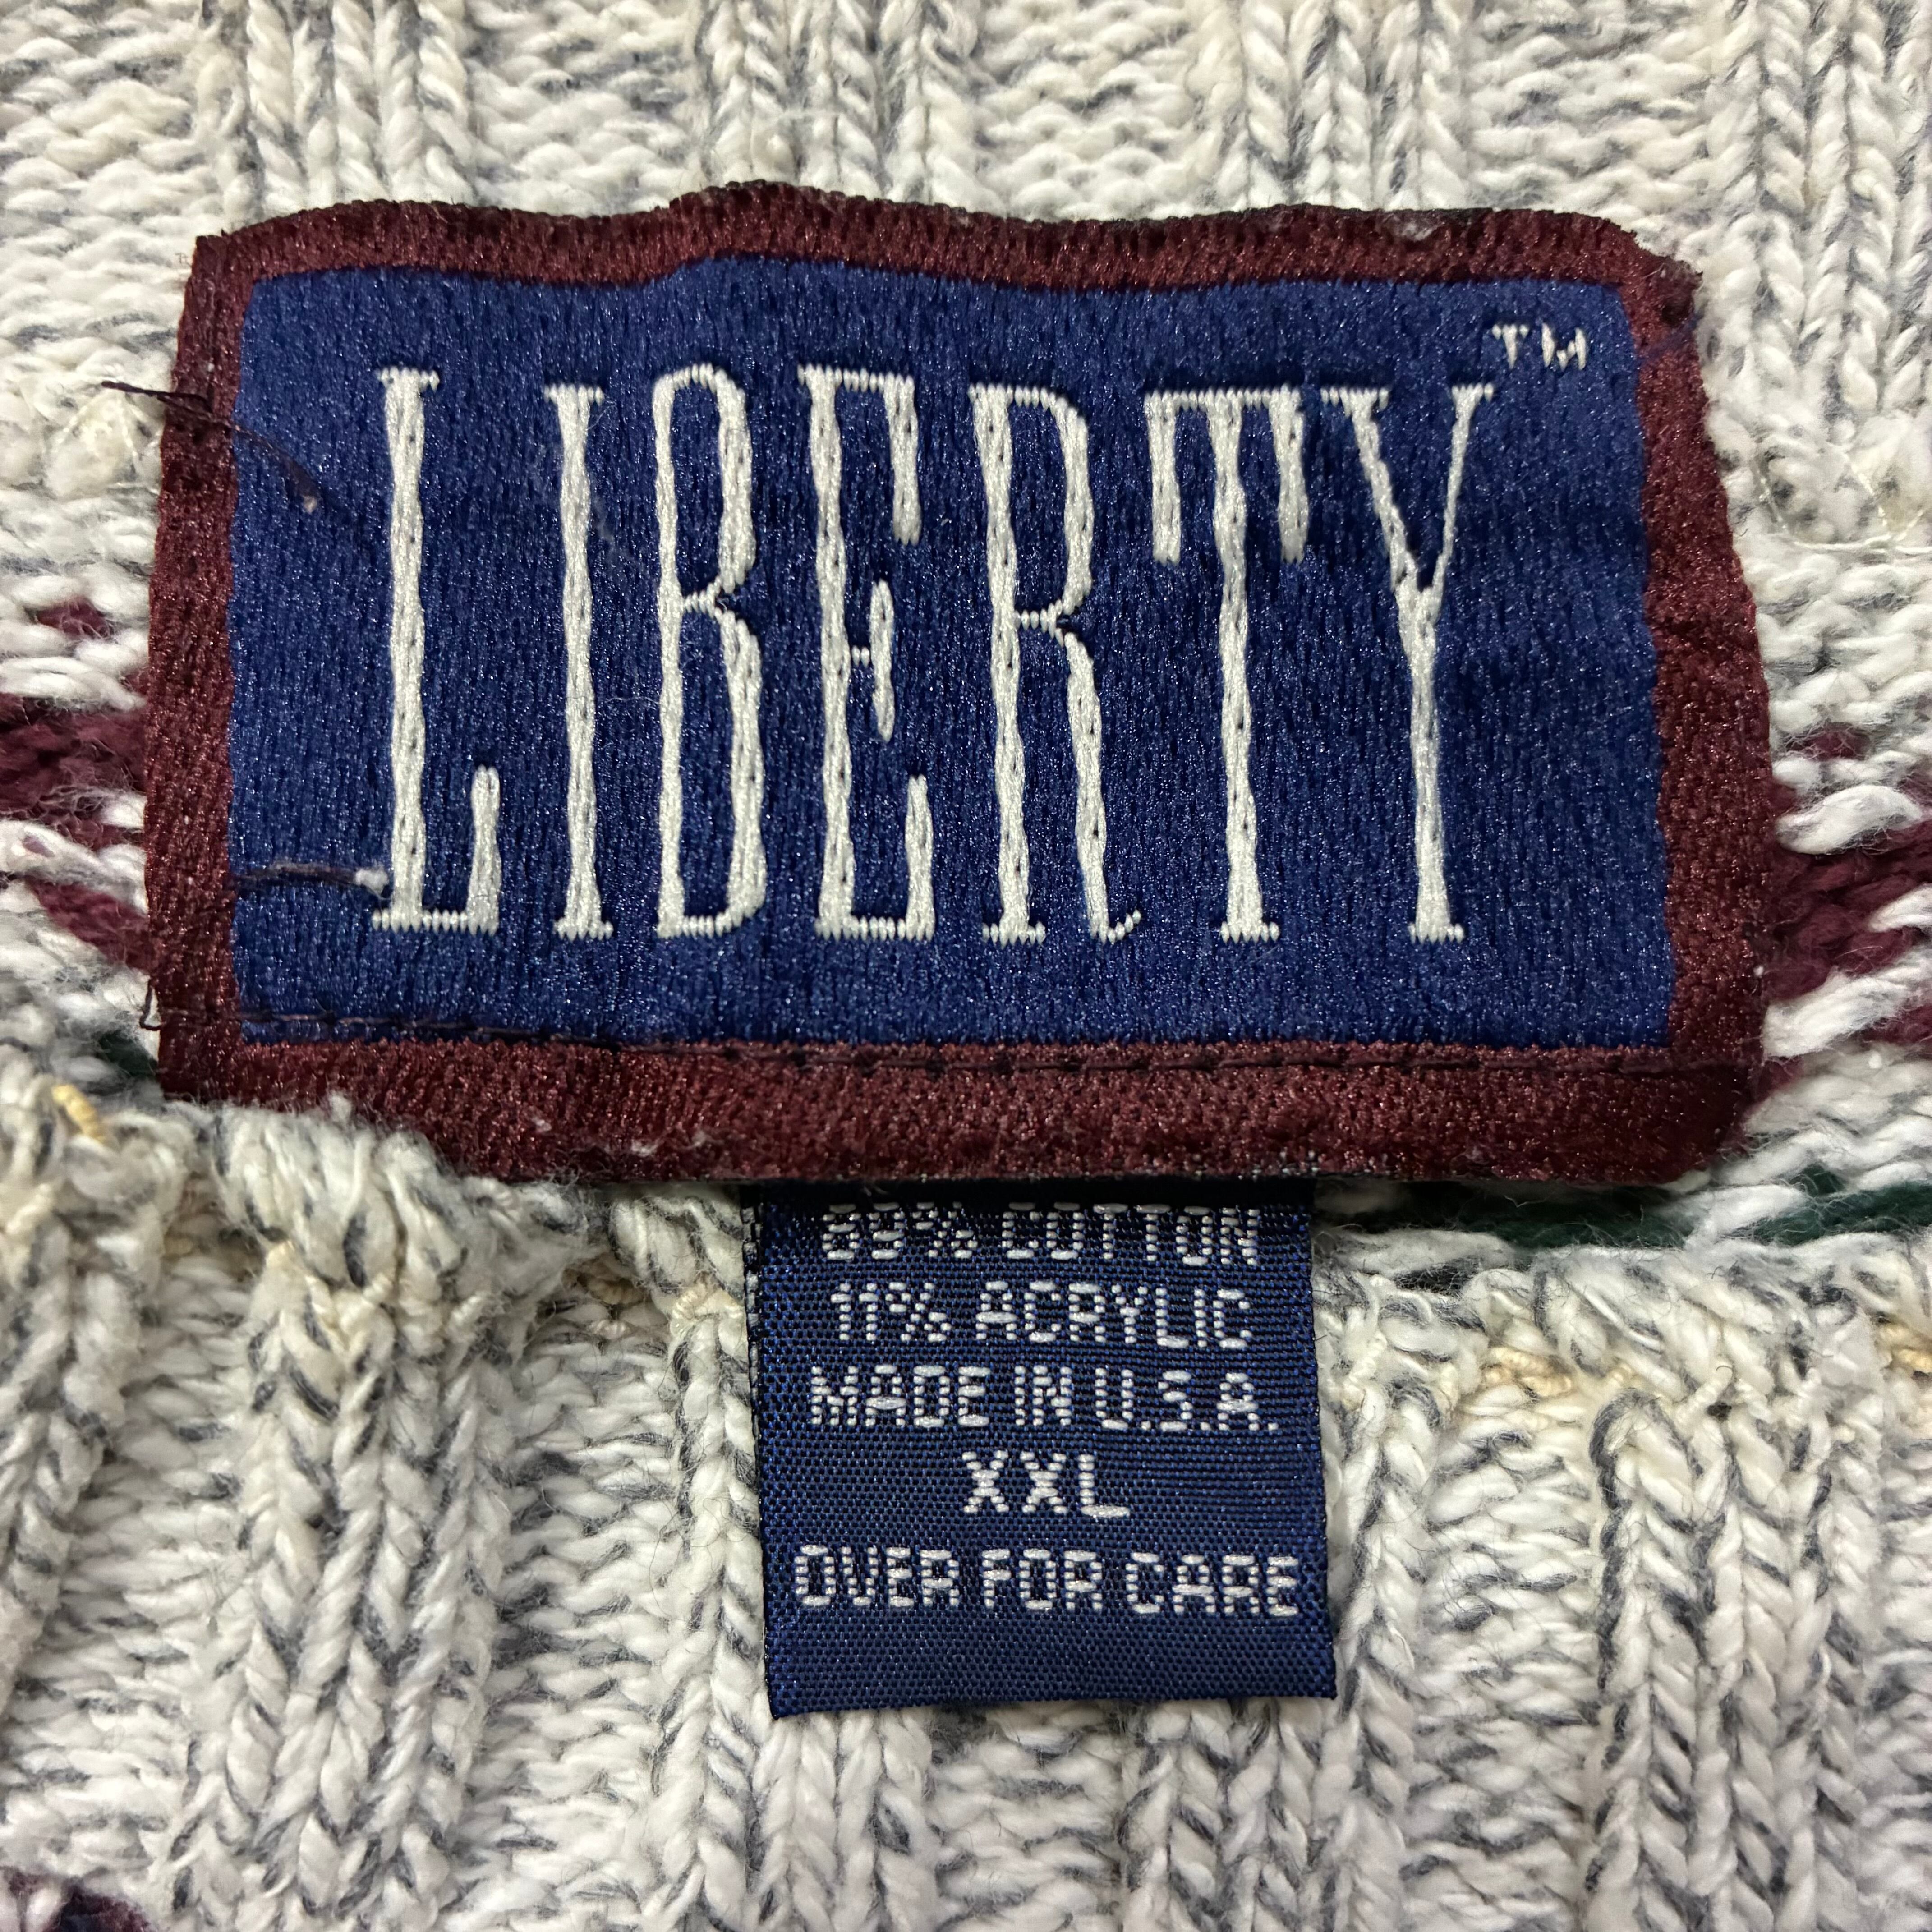 LIBERTY™
89% COTTON
11% ACRYLIC
MADE IN U.S.A.
XXL
OVER FOR CARE